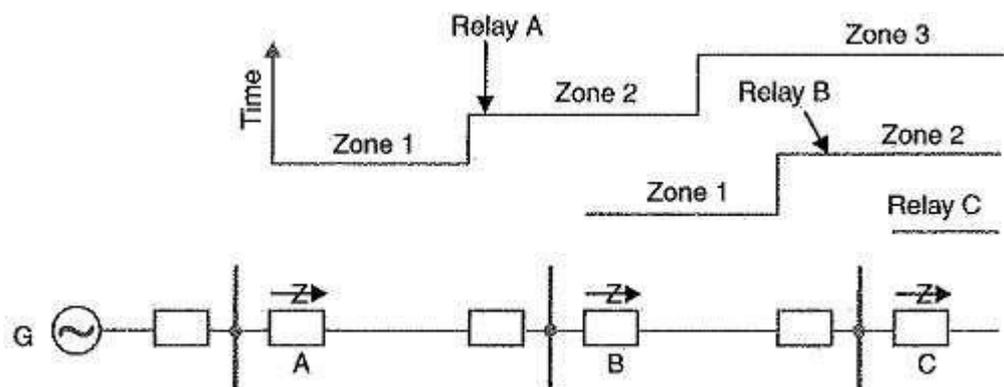 Relay A
Zone 3
Time
Zone 2
Relay B
Zone 1
Zone 2
Zone 1
Relay C
Z
Z
Z
G
A
B
C